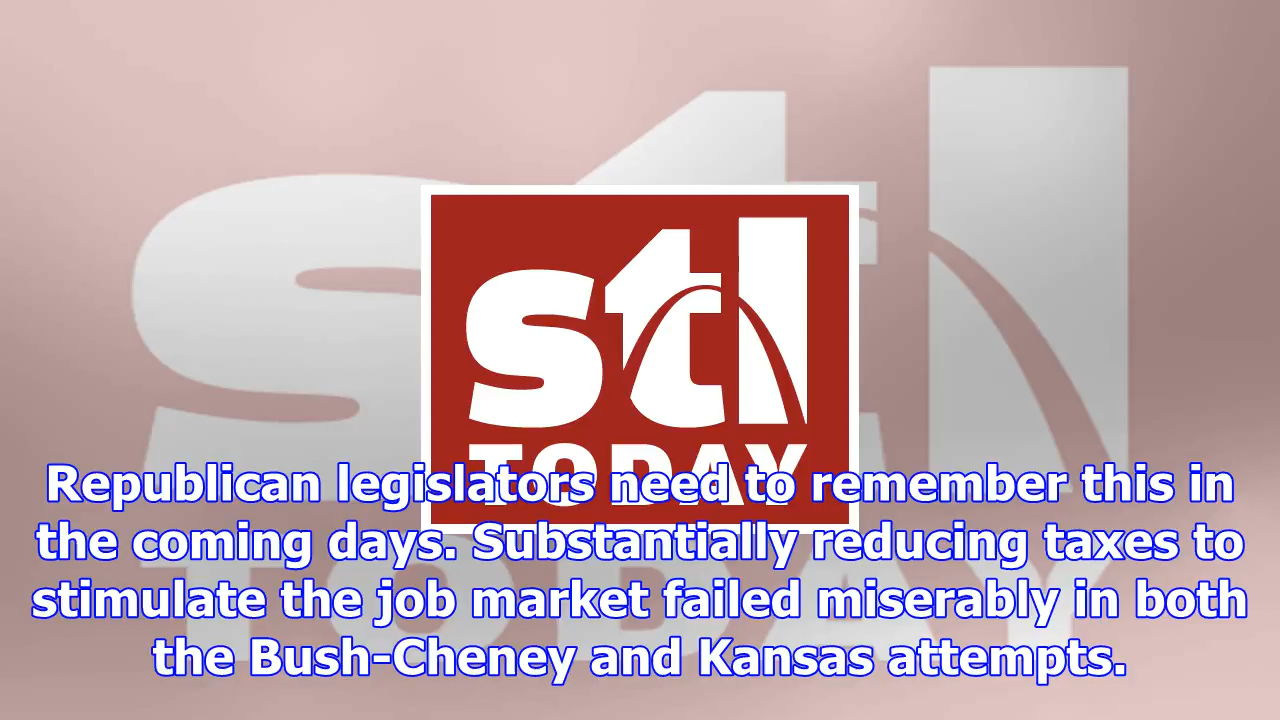 stl
TODAY
Republican legislators need to remember this in
the coming days. Substantially reducing taxes to
stimulate the job market failed miserably in both
the Bush-Cheney and Kansas attempts.